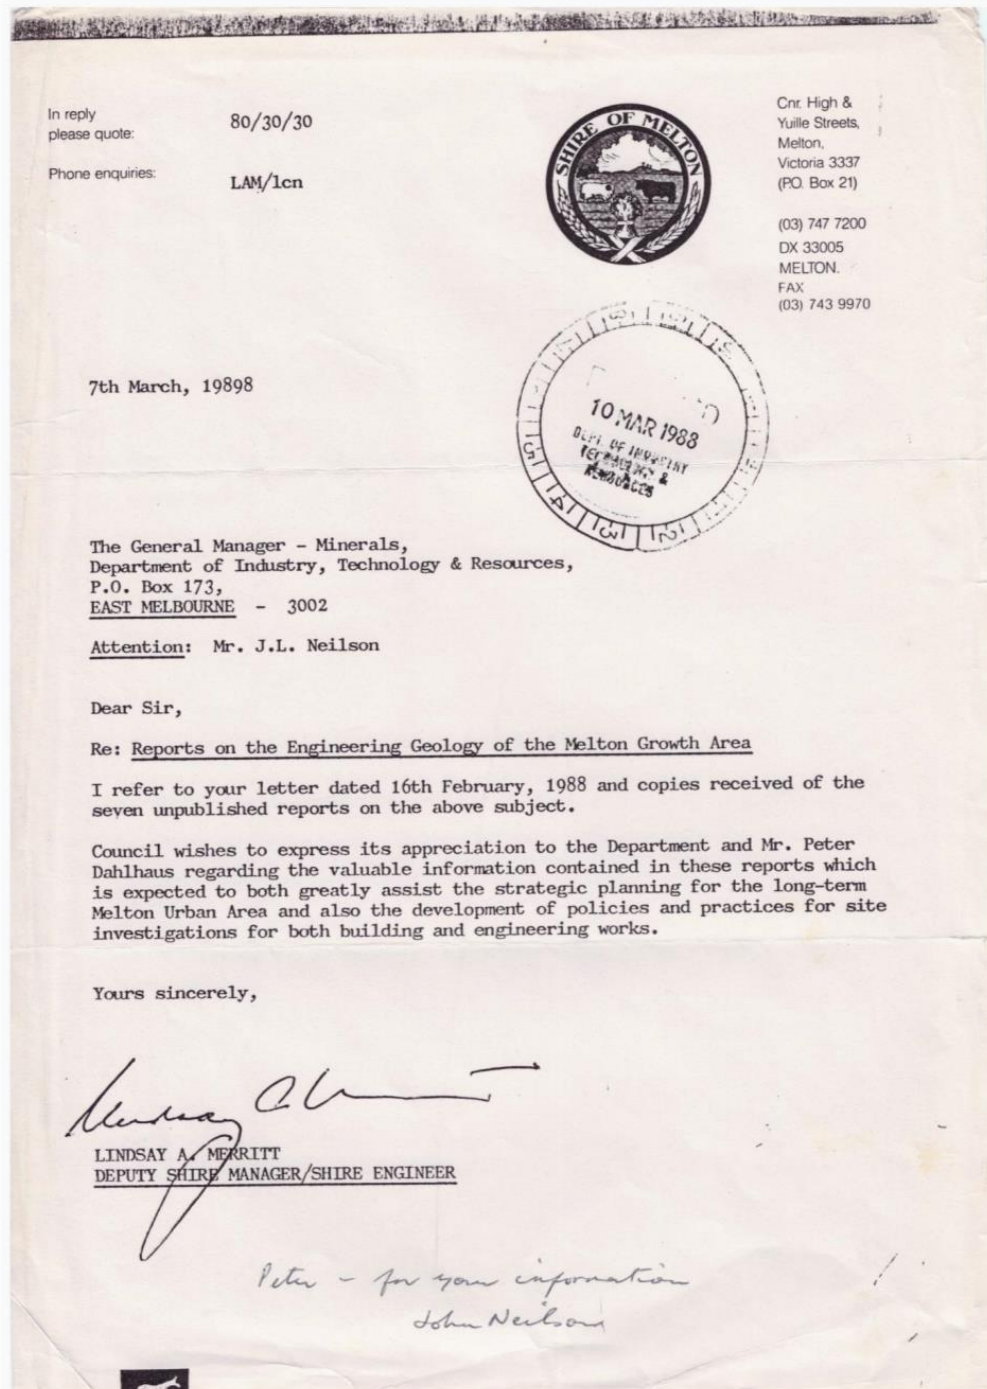 In reply
please quote:
80/30/30
Phone enquiries:
LAM/lcn
SHIRE OF MELTON
Cnr. High &
Yuille Streets,
Melton,
Victoria 3337
(P.O. Box 21)
(03) 747 7200
DX 33005
MELTON.
FAX
(03) 743 9970
7th March, 19898
10 MAR 1988
DEPT. OF INDUSTRY
TECHNOLOGY &
RESOURCES
The General Manager - Minerals,
Department of Industry, Technology & Resources,
P.O. Box 173,
EAST MELBOURNE - 3002
Attention: Mr. J.L. Neilson
Dear Sir,
Re: Reports on the Engineering Geology of the Melton Growth Area
I refer to your letter dated 16th February, 1988 and copies received of the
seven unpublished reports on the above subject.
Council wishes to express its appreciation to the Department and Mr. Peter
Dahlhaus regarding the valuable information contained in these reports which
is expected to both greatly assist the strategic planning for the long-term
Melton Urban Area and also the development of policies and practices for site
investigations for both building and engineering works.
Yours sincerely,
LINDSAY A. MERRITT
DEPUTY SHIRE MANAGER/SHIRE ENGINEER
Peter - for your information
John Neilson